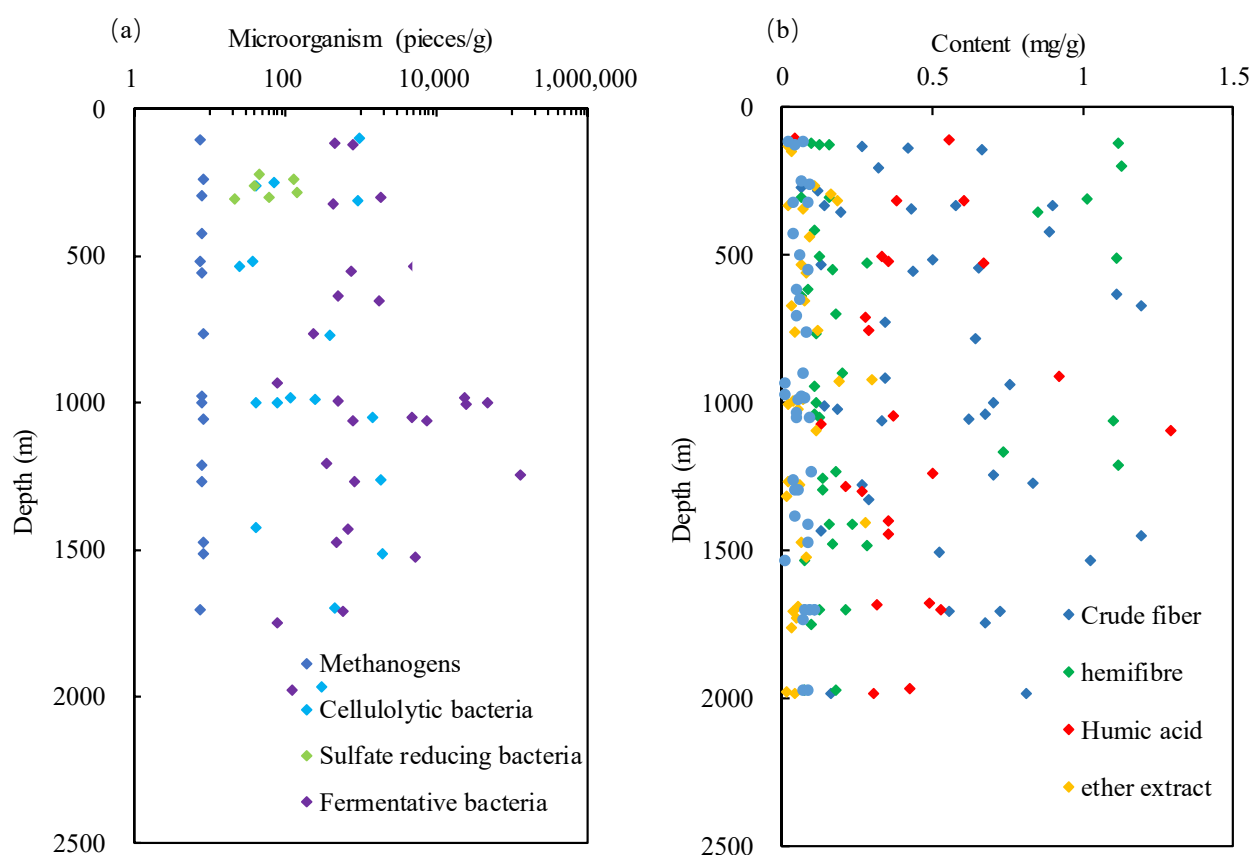 (a)
Microorganism (pieces/g)
1 100 10,000 1,000,000
0
500
1000
1500
2000
2500
Depth (m)
Methanogens
Cellulolytic bacteria
Sulfate reducing bacteria
Fermentative bacteria
(b)
Content (mg/g)
0 0.5 1 1.5
0
500
1000
1500
2000
2500
Depth (m)
Crude fiber
hemifibre
Humic acid
ether extract